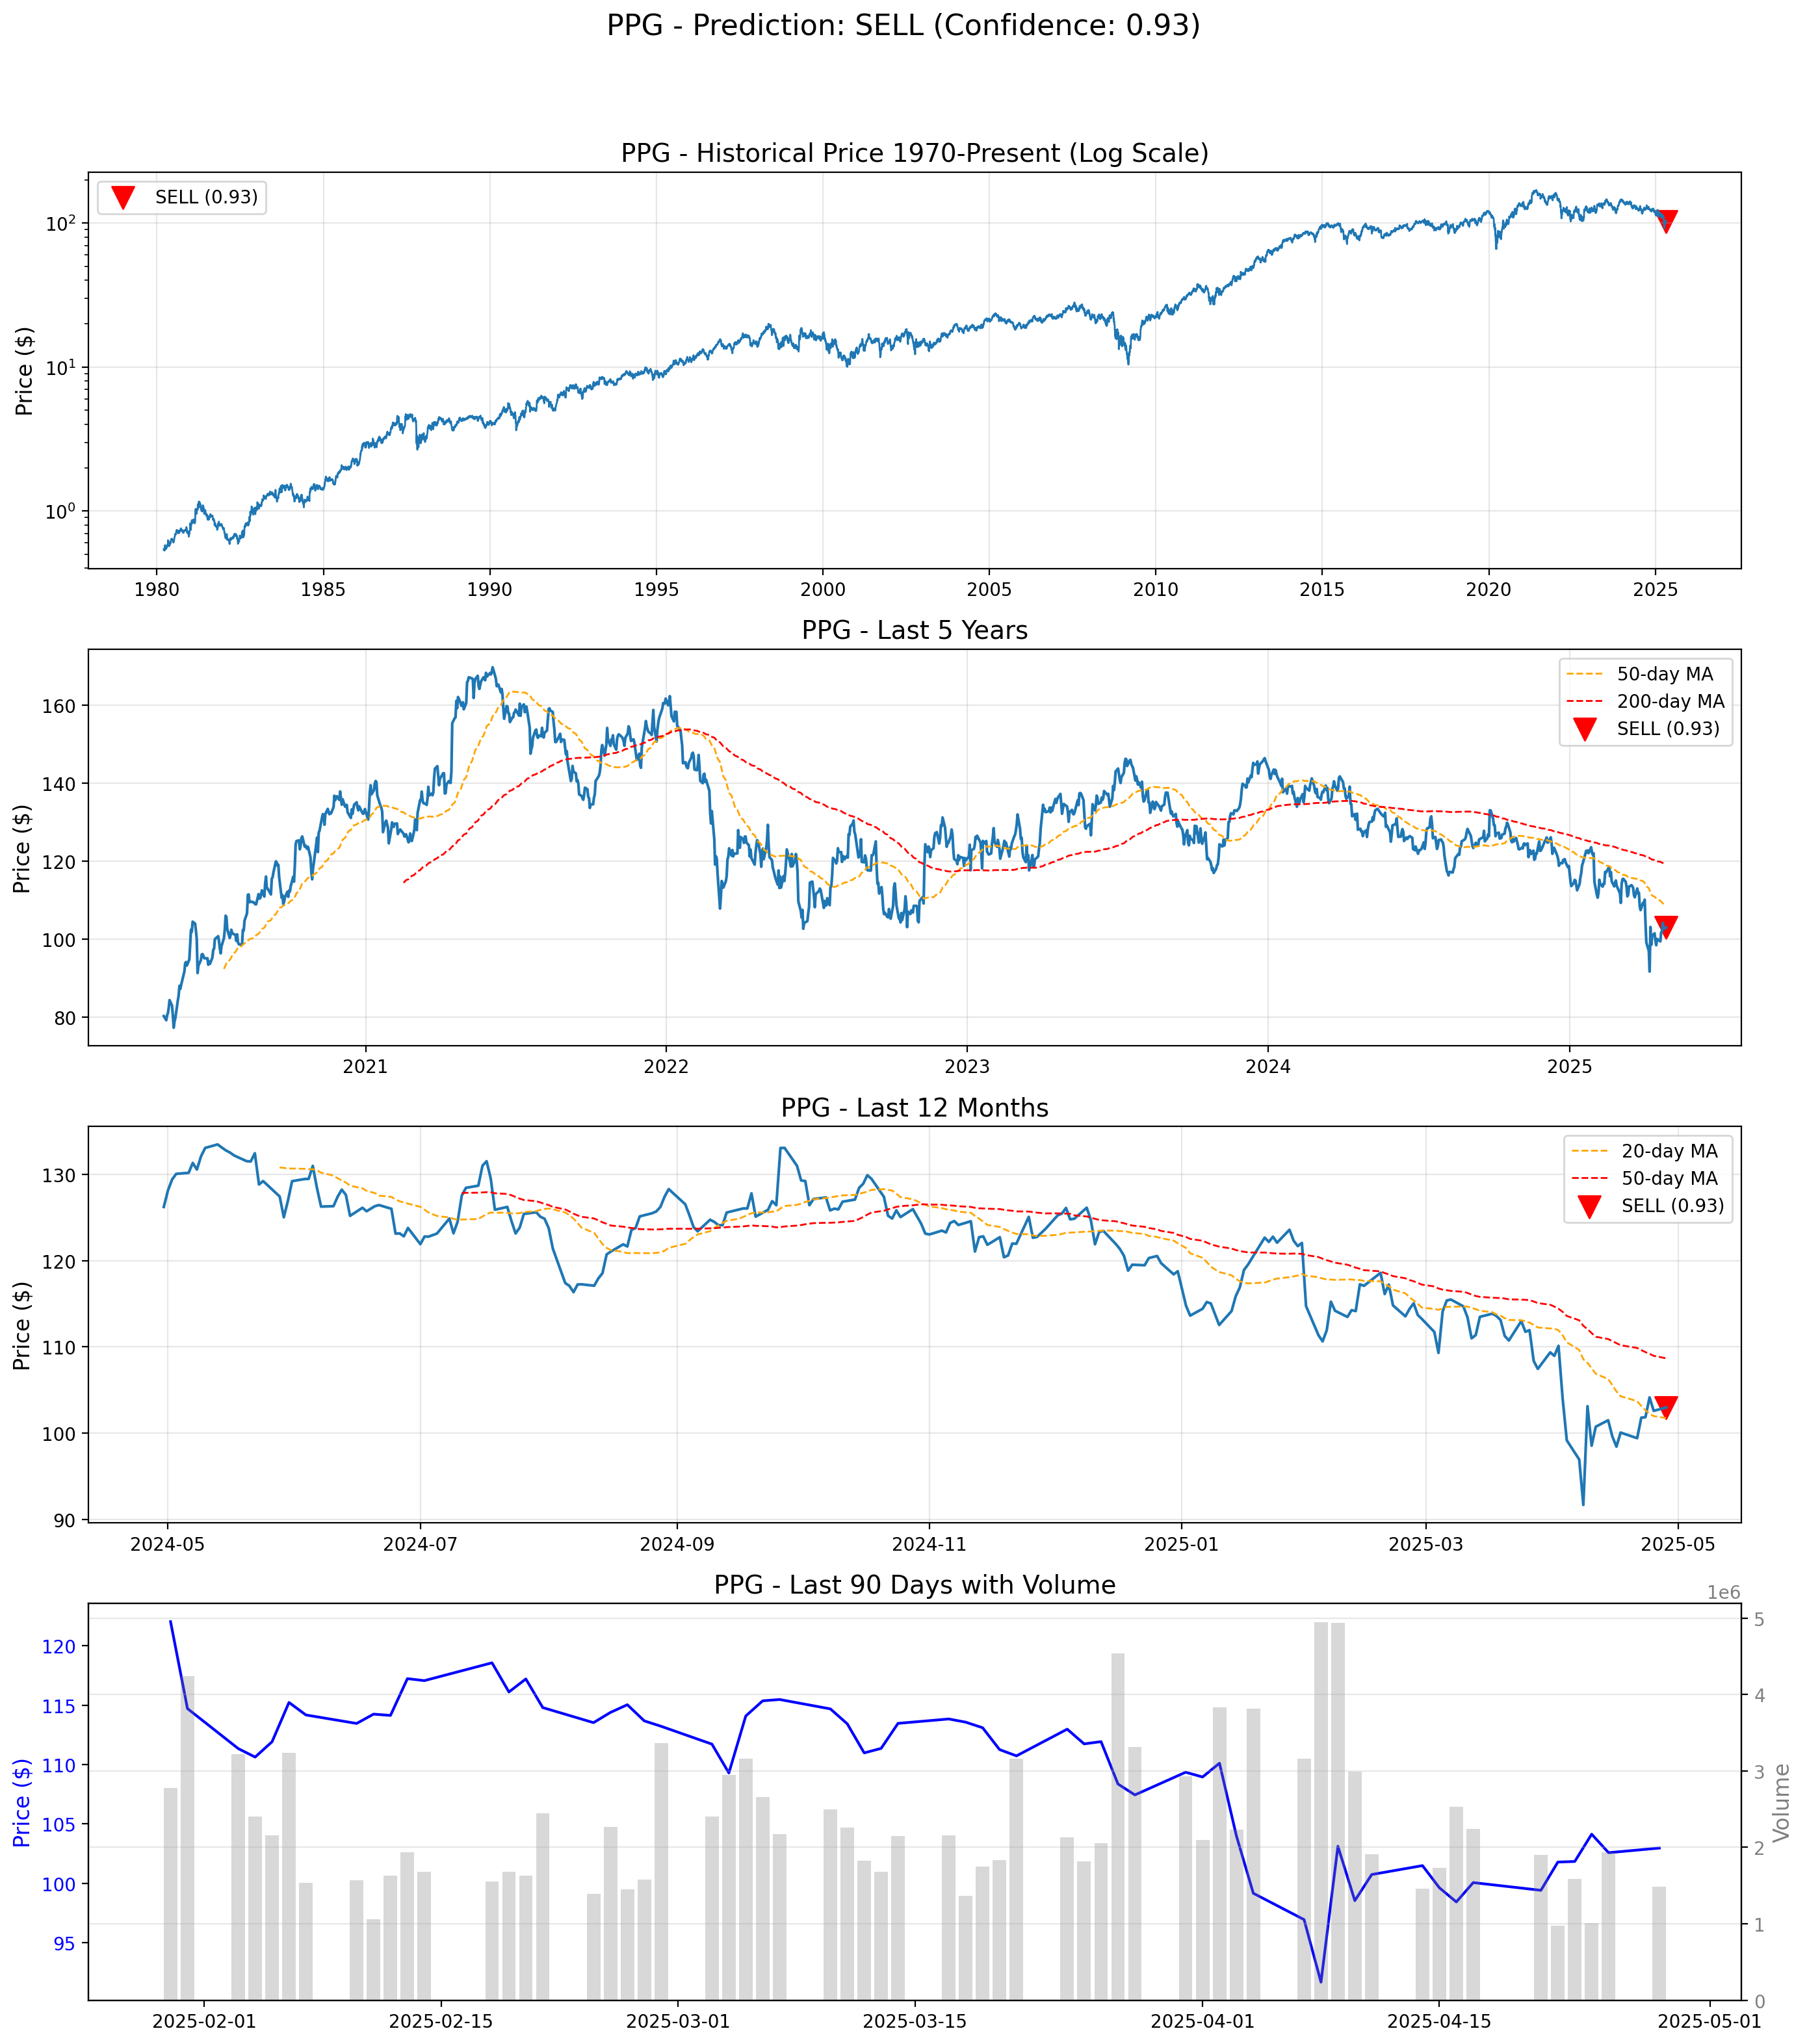 PPG - Prediction: SELL (Confidence: 0.93)
PPG - Historical Price 1970-Present (Log Scale)
SELL (0.93)
Price ($)
10²
10¹
10⁰
1980 1985 1990 1995 2000 2005 2010 2015 2020 2025
PPG - Last 5 Years
50-day MA
200-day MA
SELL (0.93)
Price ($)
160
140
120
100
80
2021 2022 2023 2024 2025
PPG - Last 12 Months
20-day MA
50-day MA
SELL (0.93)
Price ($)
130
120
110
100
90
2024-05 2024-07 2024-09 2024-11 2025-01 2025-03 2025-05
PPG - Last 90 Days with Volume
1e6
Price ($)
120
115
110
105
100
95
5
4
3
2
1
0
Volume
2025-02-01 2025-02-15 2025-03-01 2025-03-15 2025-04-01 2025-04-15 2025-05-01